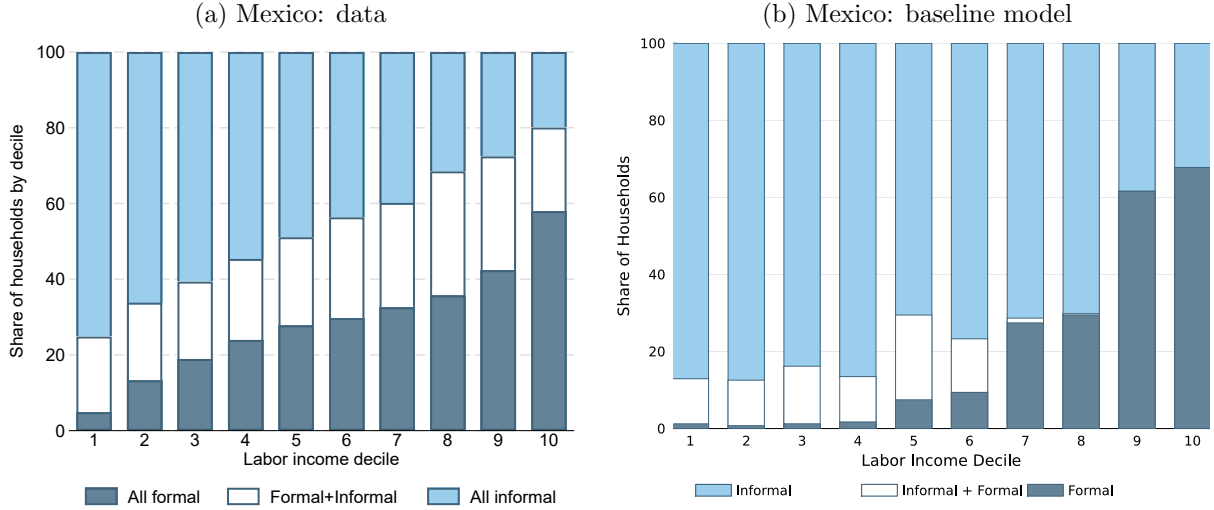 (a) Mexico: data
100
80
60
40
20
0
Share of households by decile
1 2 3 4 5 6 7 8 9 10
Labor income decile
All formal Formal+Informal All informal
(b) Mexico: baseline model
100
80
60
40
20
0
Share of Households
1 2 3 4 5 6 7 8 9 10
Labor Income Decile
Informal Informal + Formal Formal